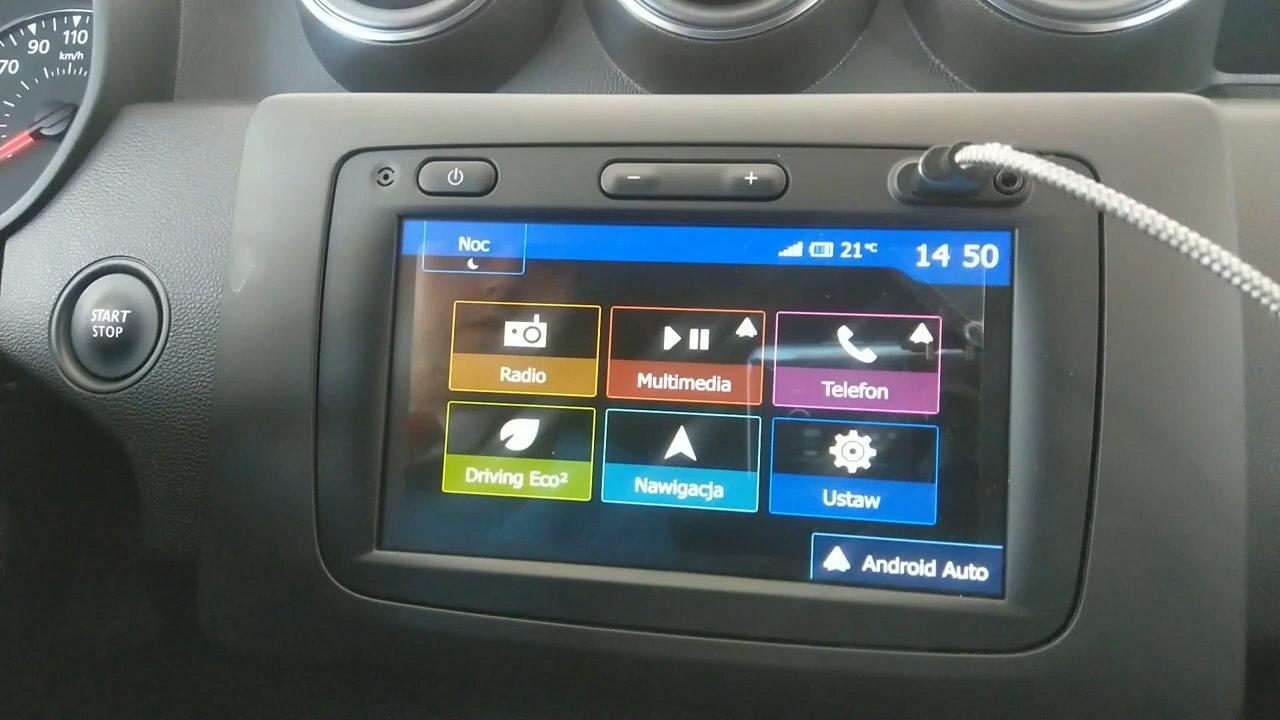 70 90 110
km/h
START
STOP
− +
Noc
21°C 14 50
Radio
Multimedia
Telefon
Driving Eco²
Nawigacja
Ustaw
Android Auto